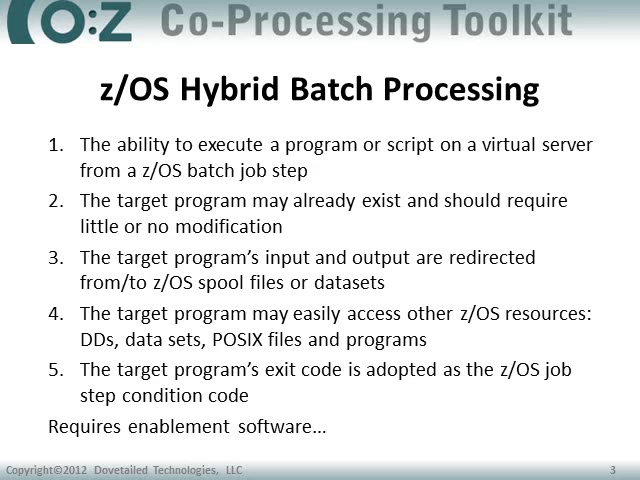 CO:Z Co-Processing Toolkit
z/OS Hybrid Batch Processing
1. The ability to execute a program or script on a virtual server
from a z/OS batch job step
2. The target program may already exist and should require
little or no modification
3. The target program’s input and output are redirected
from/to z/OS spool files or datasets
4. The target program may easily access other z/OS resources:
DDs, data sets, POSIX files and programs
5. The target program’s exit code is adopted as the z/OS job
step condition code
Requires enablement software…
Copyright©2012 Dovetailed Technologies, LLC 3